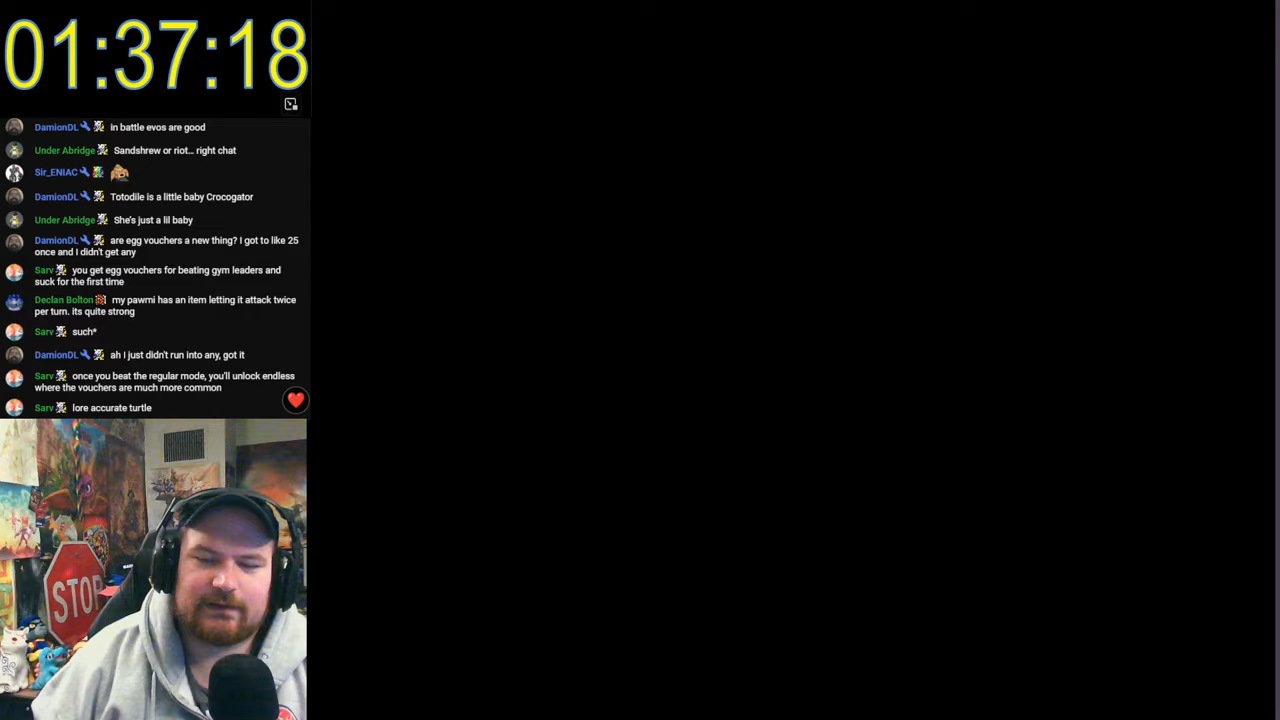 01:37:18
DamionDL in battle evos are good
Under Abridge Sandshrew or riot... right chat
Sir_ENIAC
DamionDL Totodile is a little baby Crocogator
Under Abridge She's just a lil baby
DamionDL are egg vouchers a new thing? I got to like 25
once and I didn't get any
Sarv you get egg vouchers for beating gym leaders and
suck for the first time
Declan Bolton my pawmi has an item letting it attack twice
per turn. its quite strong
Sarv such*
DamionDL ah I just didn't run into any, got it
Sarv once you beat the regular mode, you'll unlock endless
where the vouchers are much more common
Sarv lore accurate turtle
STOP